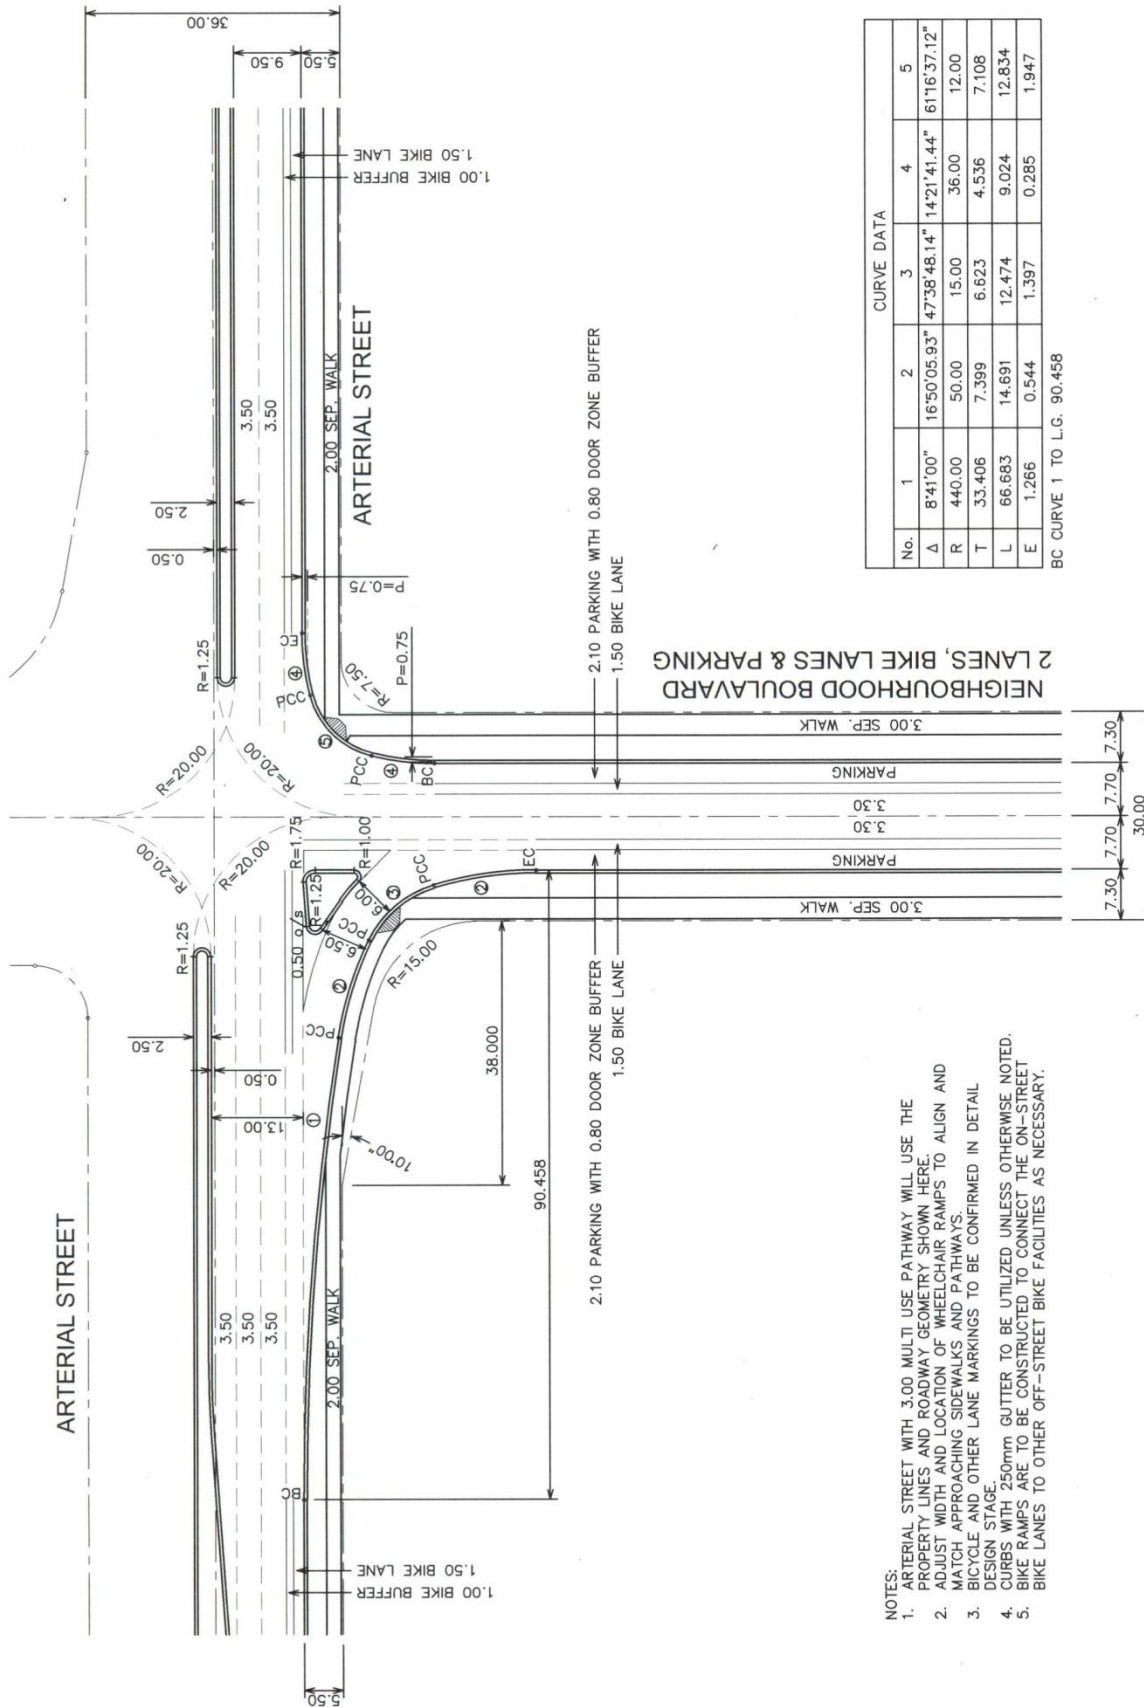 ARTERIAL STREET
36.00
9.50
5.50
2.50
0.50
3.50
3.50
1.50 BIKE LANE
1.00 BIKE BUFFER
2.00 SEP. WALK
ARTERIAL STREET
R=1.25
R=20.00
R=20.00
R=20.00
R=20.00
EC
④
PCC
⑤
PCC
④
BC
P=0.75
P=0.75
R=7.50
R=1.25
2.50
0.50
13.00
3.50
3.50
3.50
R=1.75
R=1.25
R=1.00
0.50 o/s
6.00
6.50
PCC
①
PCC
②
PCC
③
②
EC
R=15.00
10°00"
38.000
90.458
BC
2.00 SEP. WALK
1.50 BIKE LANE
1.00 BIKE BUFFER
5.50
2.10 PARKING WITH 0.80 DOOR ZONE BUFFER
1.50 BIKE LANE
2.10 PARKING WITH 0.80 DOOR ZONE BUFFER
1.50 BIKE LANE
NEIGHBOURHOOD BOULAVARD
2 LANES, BIKE LANES & PARKING
3.00 SEP. WALK
PARKING
3.30
3.30
PARKING
3.00 SEP. WALK
7.30
7.70
7.70
7.30
30.00
CURVE DATA
No. 1 2 3 4 5
Δ 8°41'00" 16°50'05.93" 47°38'48.14" 14°21'41.44" 61°16'37.12"
R 440.00 50.00 15.00 36.00 12.00
T 33.406 7.399 6.623 4.536 7.108
L 66.683 14.691 12.474 9.024 12.834
E 1.266 0.544 1.397 0.285 1.947
BC CURVE 1 TO L.G. 90.458
NOTES:
1. ARTERIAL STREET WITH 3.00 MULTI USE PATHWAY WILL USE THE
PROPERTY LINES AND ROADWAY GEOMETRY SHOWN HERE.
2. ADJUST WIDTH AND LOCATION OF WHEELCHAIR RAMPS TO ALIGN AND
MATCH APPROACHING SIDEWALKS AND PATHWAYS.
3. BICYCLE AND OTHER LANE MARKINGS TO BE CONFIRMED IN DETAIL
DESIGN STAGE.
4. CURBS WITH 250mm GUTTER TO BE UTILIZED UNLESS OTHERWISE NOTED.
5. BIKE RAMPS ARE TO BE CONSTRUCTED TO CONNECT THE ON-STREET
BIKE LANES TO OTHER OFF-STREET BIKE FACILITIES AS NECESSARY.